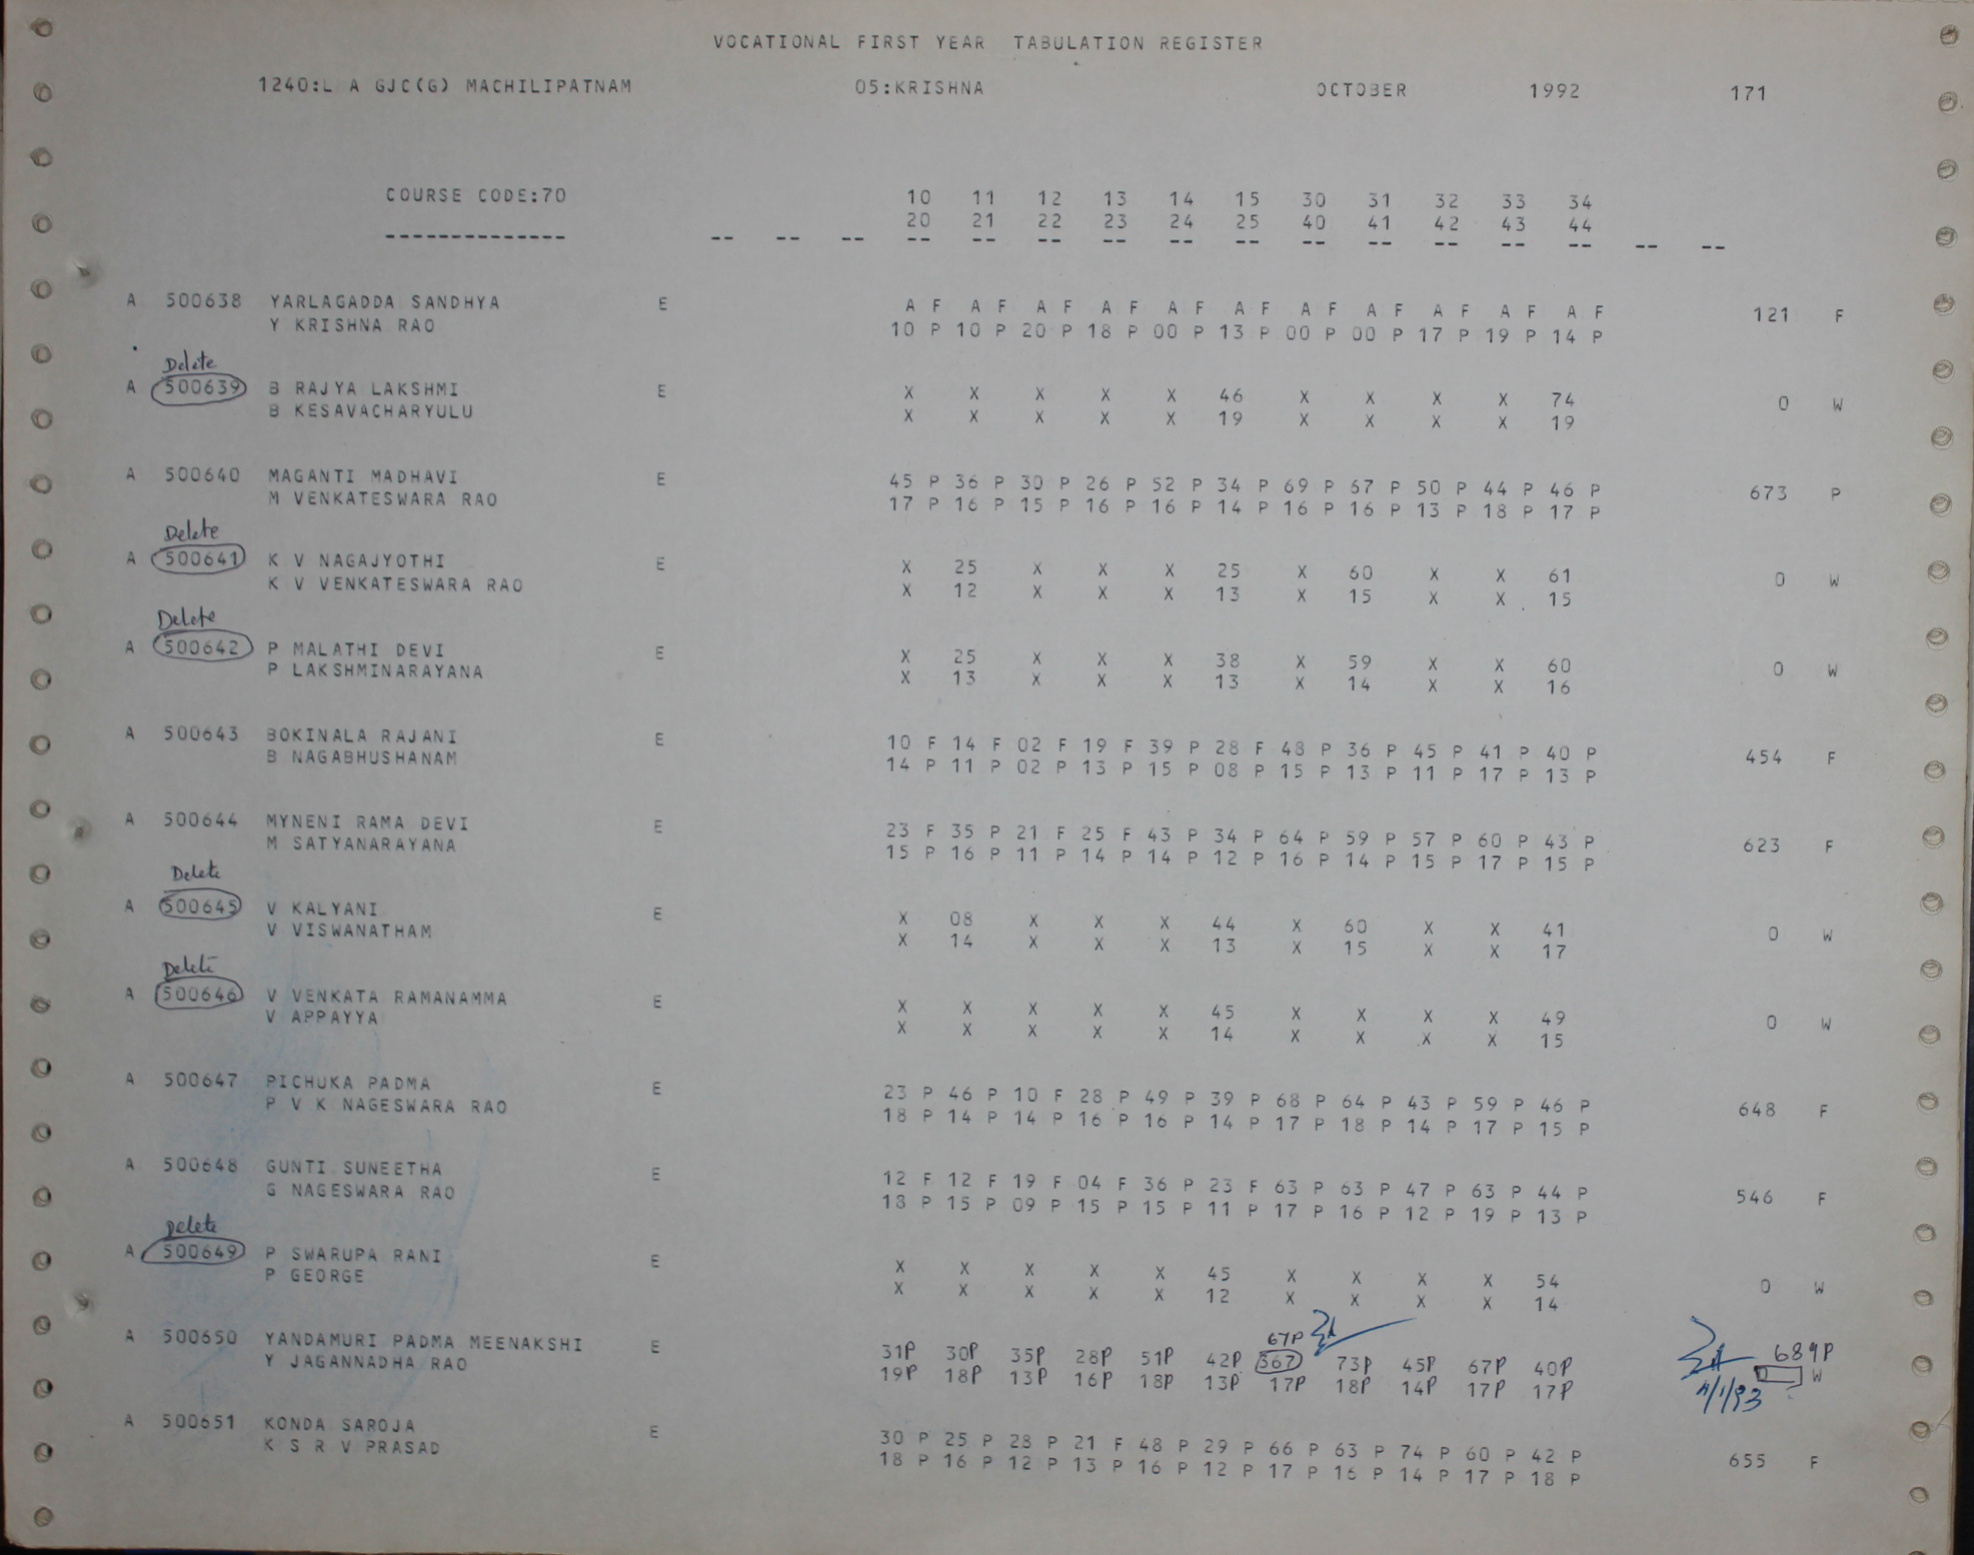 VOCATIONAL FIRST YEAR TABULATION REGISTER
1240:L A GJC(G) MACHILIPATNAM 05:KRISHNA OCTOBER 1992 171
COURSE CODE:70 10 11 12 13 14 15 30 31 32 33 34
20 21 22 23 24 25 40 41 42 43 44
-------------- -- -- -- -- -- -- -- -- -- -- -- -- -- -- -- --
A 500638 YARLAGADDA SANDHYA E A F A F A F A F A F A F A F A F A F A F A F 121 F
Y KRISHNA RAO 10 P 10 P 20 P 18 P 00 P 13 P 00 P 00 P 17 P 19 P 14 P
Delete
A 500639 B RAJYA LAKSHMI E X X X X X 46 X X X X 74 0 W
B KESAVACHARYULU X X X X X 19 X X X X 19
A 500640 MAGANTI MADHAVI E 45 P 36 P 30 P 26 P 52 P 34 P 69 P 67 P 50 P 44 P 46 P 673 P
M VENKATESWARA RAO 17 P 16 P 15 P 16 P 16 P 14 P 16 P 16 P 13 P 18 P 17 P
Delete
A 500641 K V NAGAJYOTHI E X 25 X X X 25 X 60 X X 61 0 W
K V VENKATESWARA RAO X 12 X X X 13 X 15 X X 15
Delete
A 500642 P MALATHI DEVI E X 25 X X X 38 X 59 X X 60 0 W
P LAKSHMINARAYANA X 13 X X X 13 X 14 X X 16
A 500643 BOKINALA RAJANI E 10 F 14 F 02 F 19 F 39 P 28 F 48 P 36 P 45 P 41 P 40 P 454 F
B NAGABHUSHANAM 14 P 11 P 02 P 13 P 15 P 08 P 15 P 13 P 11 P 17 P 13 P
A 500644 MYNENI RAMA DEVI E 23 F 35 P 21 F 25 F 43 P 34 P 64 P 59 P 57 P 60 P 43 P 623 F
M SATYANARAYANA 15 P 16 P 11 P 14 P 14 P 12 P 16 P 14 P 15 P 17 P 15 P
Delete
A 500645 V KALYANI E X 08 X X X 44 X 60 X X 41 0 W
V VISWANATHAM X 14 X X X 13 X 15 X X 17
Delete
A 500646 V VENKATA RAMANAMMA E X X X X X 45 X X X X 49 0 W
V APPAYYA X X X X X 14 X X X X 15
A 500647 PICHUKA PADMA E 23 P 46 P 10 F 28 P 49 P 39 P 68 P 64 P 43 P 59 P 46 P 648 F
P V K NAGESWARA RAO 18 P 14 P 14 P 16 P 16 P 14 P 17 P 18 P 14 P 17 P 15 P
A 500648 GUNTI SUNEETHA E 12 F 12 F 19 F 04 F 36 P 23 F 63 P 63 P 47 P 63 P 44 P 546 F
G NAGESWARA RAO 13 P 15 P 09 P 15 P 15 P 11 P 17 P 16 P 12 P 19 P 13 P
Delete
A 500649 P SWARUPA RANI E X X X X X 45 X X X X 54 0 W
P GEORGE X X X X X 12 X X X X 14
67P 689P
A 500650 YANDAMURI PADMA MEENAKSHI E 31P 30P 35P 28P 51P 42P 367 73P 45P 67P 40P W
Y JAGANNADHA RAO 19P 18P 13P 16P 18P 13P 17P 18P 14P 17P 17P
4/1/93
A 500651 KONDA SAROJA E 30 P 25 P 28 P 21 F 48 P 29 P 66 P 63 P 74 P 60 P 42 P 655 F
K S R V PRASAD 18 P 16 P 12 P 13 P 16 P 12 P 17 P 16 P 14 P 17 P 18 P